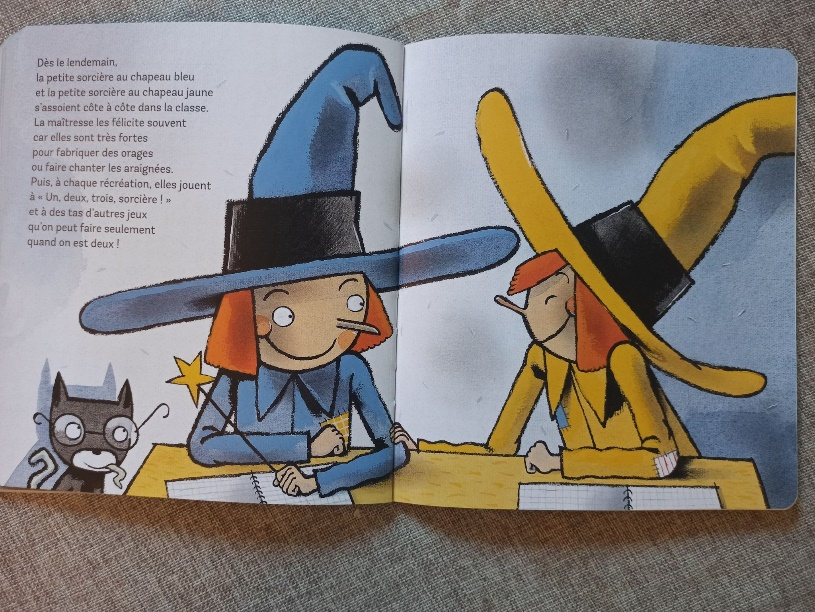 Dès le lendemain,
la petite sorcière au chapeau bleu
et la petite sorcière au chapeau jaune
s'assoient côte à côte dans la classe.
La maîtresse les félicite souvent
car elles sont très fortes
pour fabriquer des orages
ou faire chanter les araignées.
Puis, à chaque récréation, elles jouent
à « Un, deux, trois, sorcière ! »
et à des tas d'autres jeux
qu'on peut faire seulement
quand on est deux !